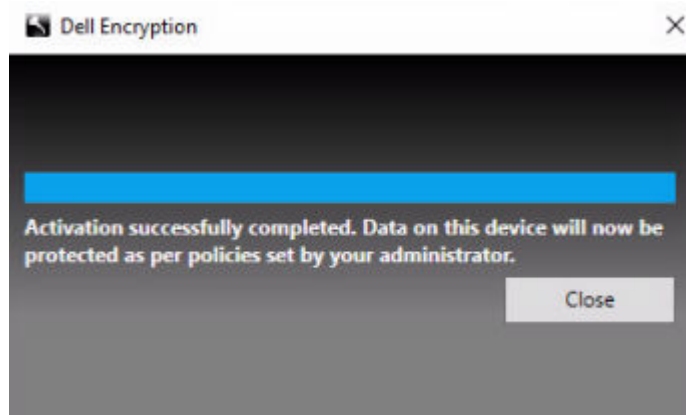 Dell Encryption
Activation successfully completed. Data on this device will now be
protected as per policies set by your administrator.
Close